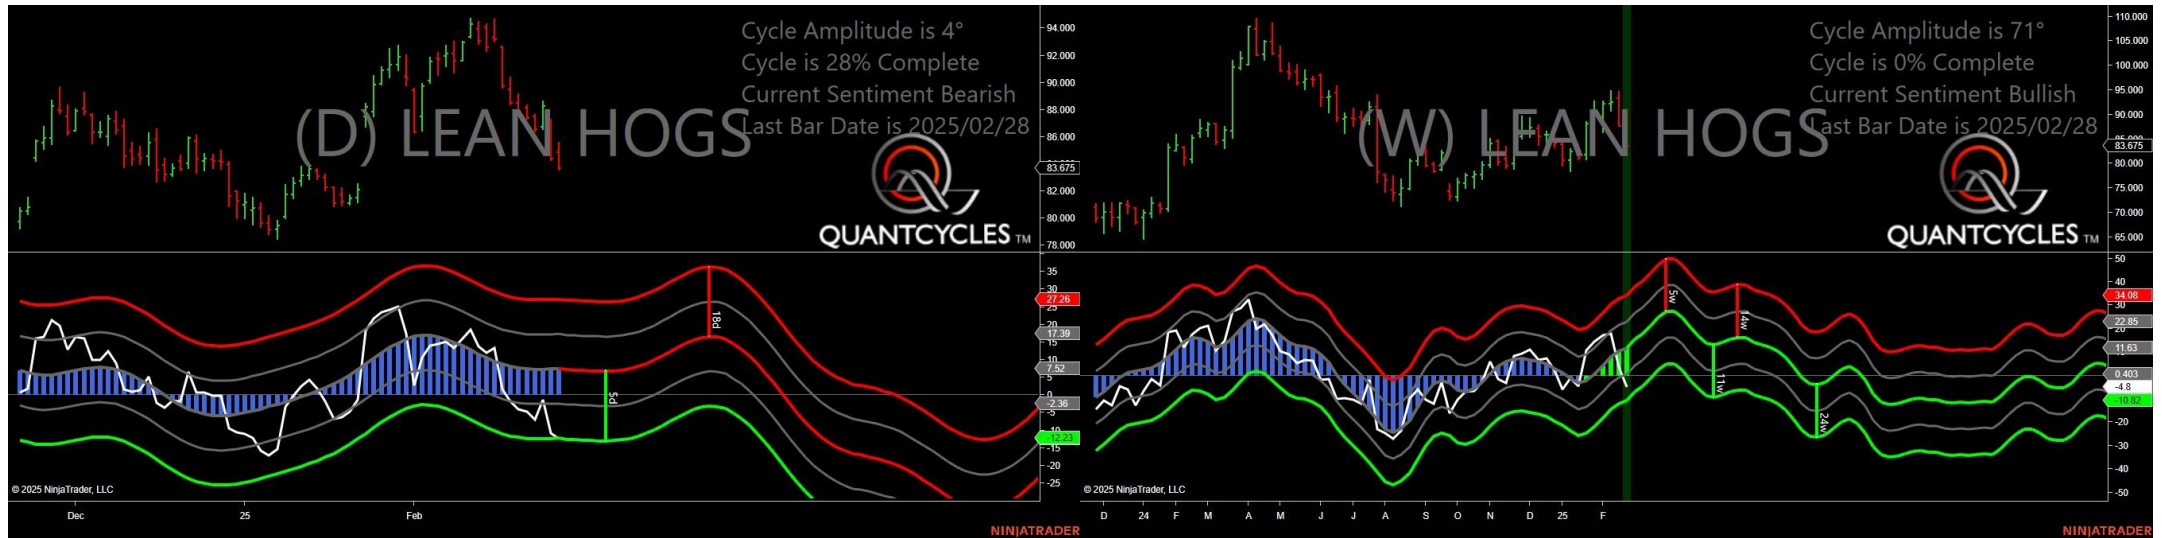 Cycle Amplitude is 4°
Cycle is 28% Complete
Current Sentiment Bearish
Last Bar Date is 2025/02/28
(D) LEAN HOGS
QUANTCYCLES TM
94.000
92.000
90.000
88.000
86.000
83.675
82.000
80.000
78.000
35
30
27.26
25
20
17.39
15
10
7.52
5
0
-2.36
-5
-10
-12.23
-15
-20
-25
18d
5d
© 2025 NinjaTrader, LLC
Dec
25
Feb
NINJATRADER
Cycle Amplitude is 71°
Cycle is 0% Complete
Current Sentiment Bullish
Last Bar Date is 2025/02/28
(W) LEAN HOGS
QUANTCYCLES TM
110.000
105.000
100.000
95.000
90.000
85.000
83.675
80.000
75.000
70.000
65.000
50
40
34.08
22.85
20
11.63
0.403
-4.8
-10.82
-20
-30
-40
-50
5w
14w
11w
24w
© 2025 NinjaTrader, LLC
D
24
F
M
A
M
J
J
A
S
O
N
D
25
F
NINJATRADER